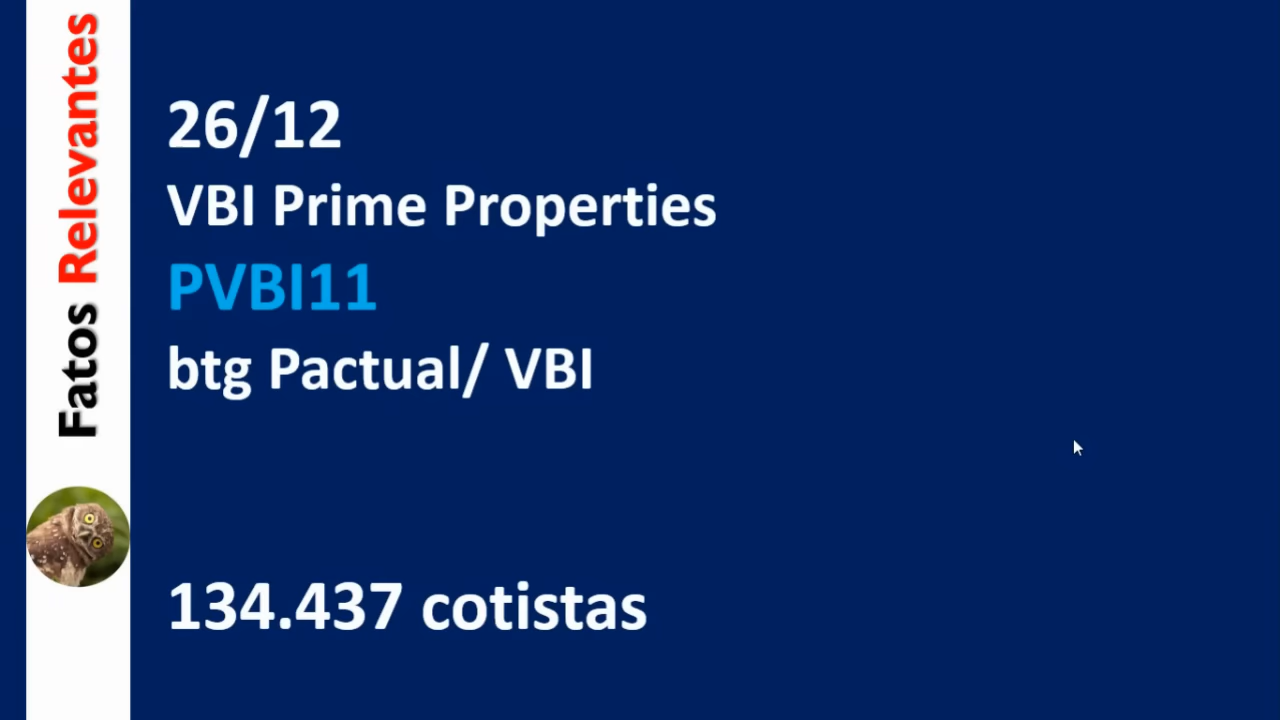 Fatos Relevantes
26/12
VBI Prime Properties
PVBI11
btg Pactual/ VBI
134.437 cotistas